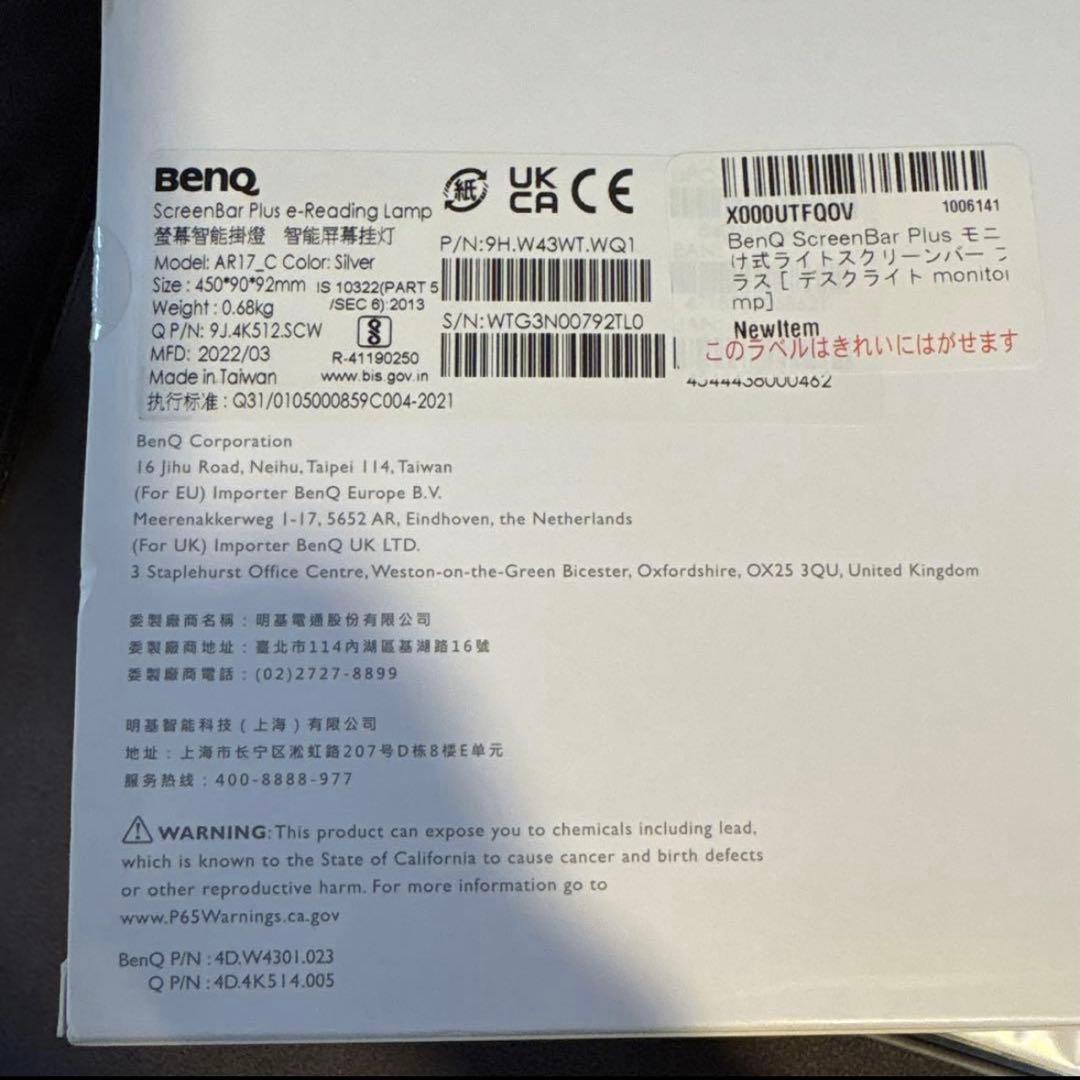 BenQ
ScreenBar Plus e-Reading Lamp
螢幕智能掛燈 智能屏幕挂灯
Model: AR17_C Color: Silver
Size : 450*90*92mm
Weight : 0.68kg
Q P/N: 9J.4K512.SCW
MFD: 2022/03
Made in Taiwan
执行标准 : Q31/0105000859C004-2021
IS 10322(PART 5
/SEC 6):2013
R-41190250
www.bis.gov.in
紙
UK
CA
CE
P/N:9H.W43WT.WQ1
S/N:WTG3N00792TL0
X000UTFQ0V
1006141
BenQ ScreenBar Plus モニ
け式ライトスクリーンバー
ラス [ デスクライト monitor
mp]
NewItem
このラベルはきれいにはがせます
BenQ Corporation
16 Jihu Road, Neihu, Taipei 114, Taiwan
(For EU) Importer BenQ Europe B.V.
Meerenakkerweg 1-17, 5652 AR, Eindhoven, the Netherlands
(For UK) Importer BenQ UK LTD.
3 Staplehurst Office Centre, Weston-on-the-Green Bicester, Oxfordshire, OX25 3QU, United Kingdom
委製廠商名稱 : 明基電通股份有限公司
委製廠商地址 : 臺北市114內湖區基湖路16號
委製廠商電話 : (02)2727-8899
明基智能科技 ( 上海 ) 有限公司
地址 : 上海市长宁区淞虹路207号D栋8楼E单元
服务热线 : 400-8888-977
WARNING: This product can expose you to chemicals including lead,
which is known to the State of California to cause cancer and birth defects
or other reproductive harm. For more information go to
www.P65Warnings.ca.gov
BenQ P/N : 4D.W4301.023
Q P/N : 4D.4K514.005